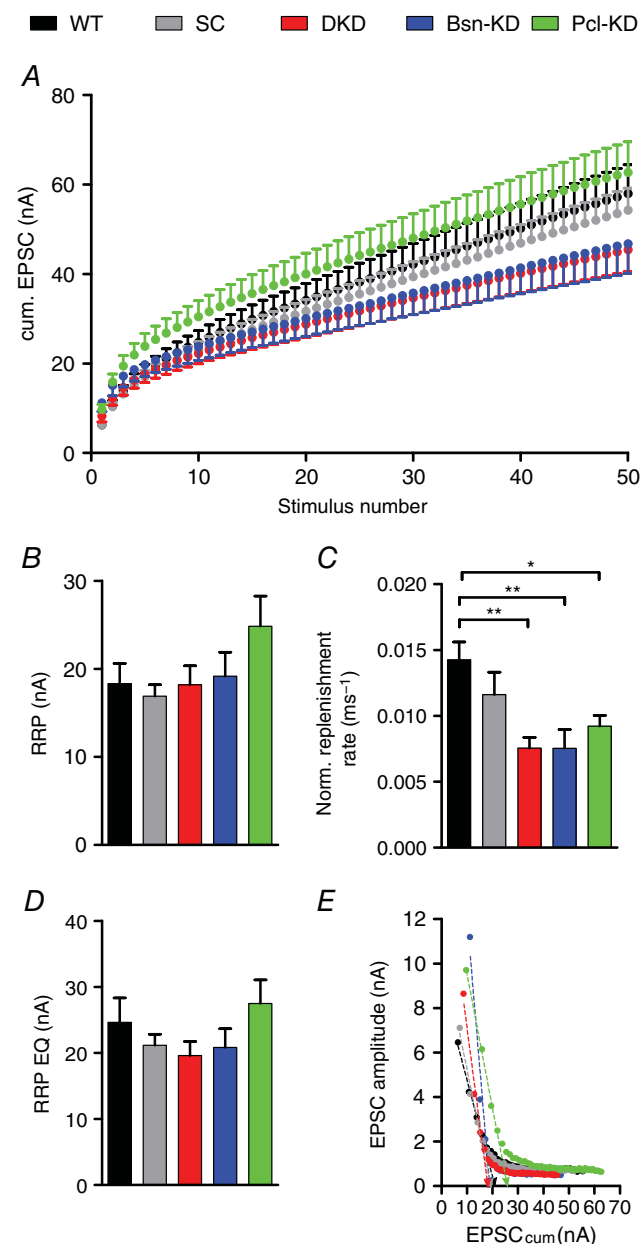 WT SC DKD Bsn-KD Pcl-KD
A
80
60
40
20
0
cum. EPSC (nA)
0 10 20 30 40 50
Stimulus number
B
30
20
10
0
RRP (nA)
C
0.020
0.015
0.010
0.005
0.000
Norm. replenishment
rate (ms⁻¹)
*
**
**
D
30
20
10
0
RRP EQ (nA)
E
12
10
8
6
4
2
0
EPSC amplitude (nA)
0 10 20 30 40 50 60 70
EPSCcum(nA)